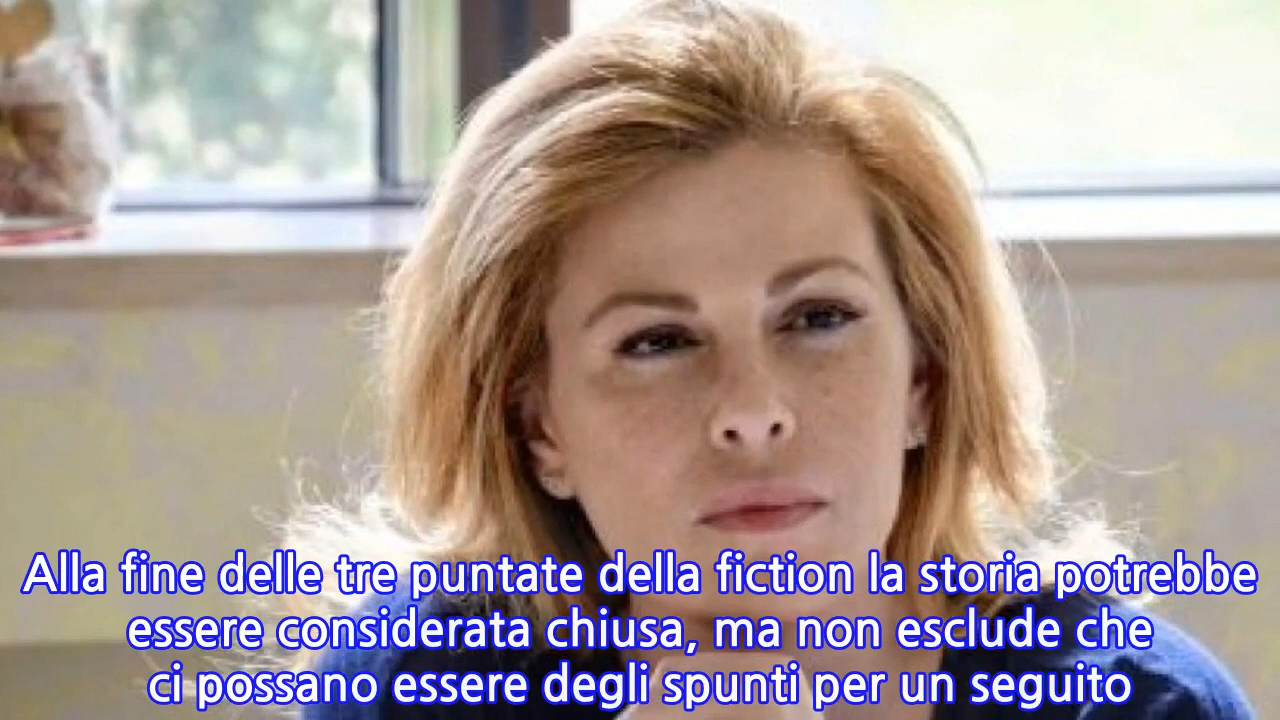 Alla fine delle tre puntate della fiction la storia potrebbe
essere considerata chiusa, ma non esclude che
ci possano essere degli spunti per un seguito